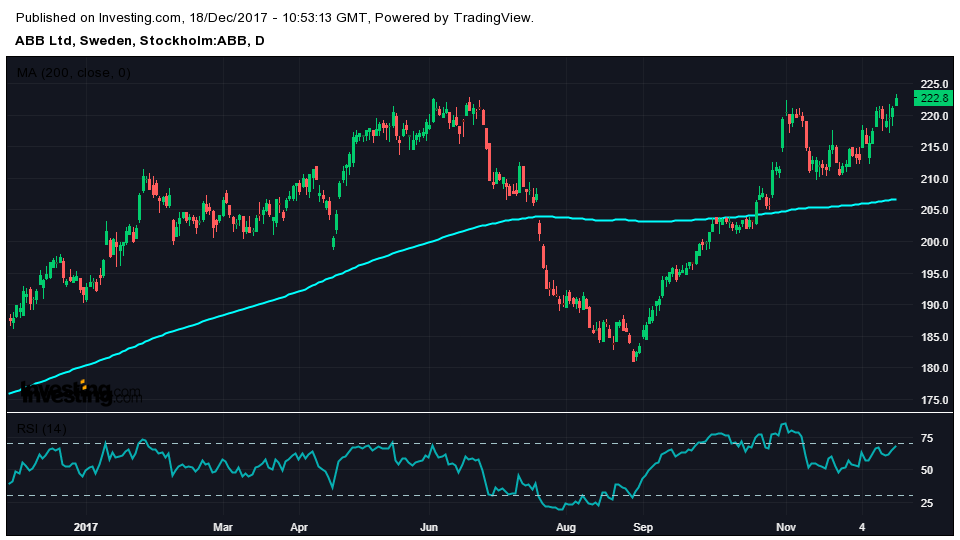 Published on Investing.com, 18/Dec/2017 - 10:53:13 GMT, Powered by TradingView.
ABB Ltd, Sweden, Stockholm:ABB, D
MA (200, close, 0)
225.0
222.8
220.0
215.0
210.0
205.0
200.0
195.0
190.0
185.0
180.0
175.0
Investing.com
RSI (14)
75
50
25
2017 Mar Apr Jun Aug Sep Nov 4